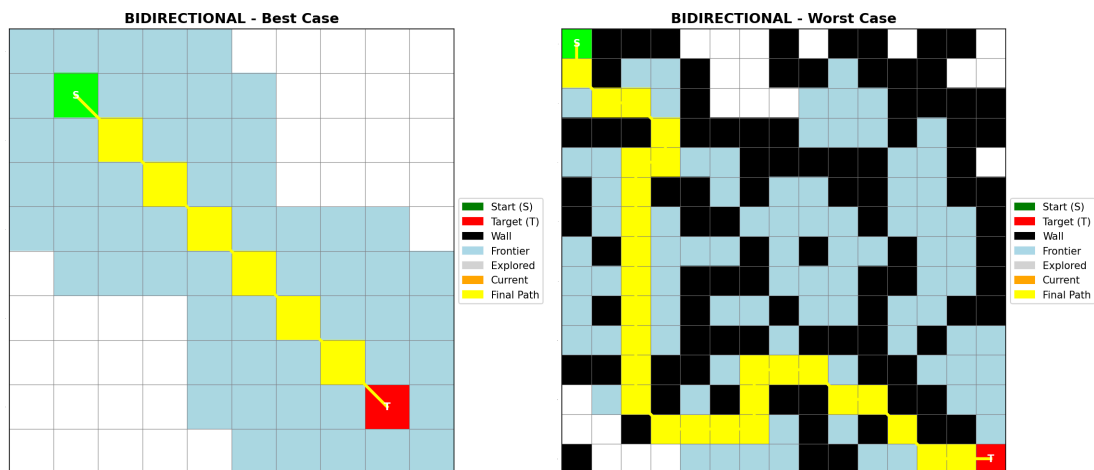 BIDIRECTIONAL - Best Case
S
T
Start (S)
Target (T)
Wall
Frontier
Explored
Current
Final Path
BIDIRECTIONAL - Worst Case
S
T
Start (S)
Target (T)
Wall
Frontier
Explored
Current
Final Path